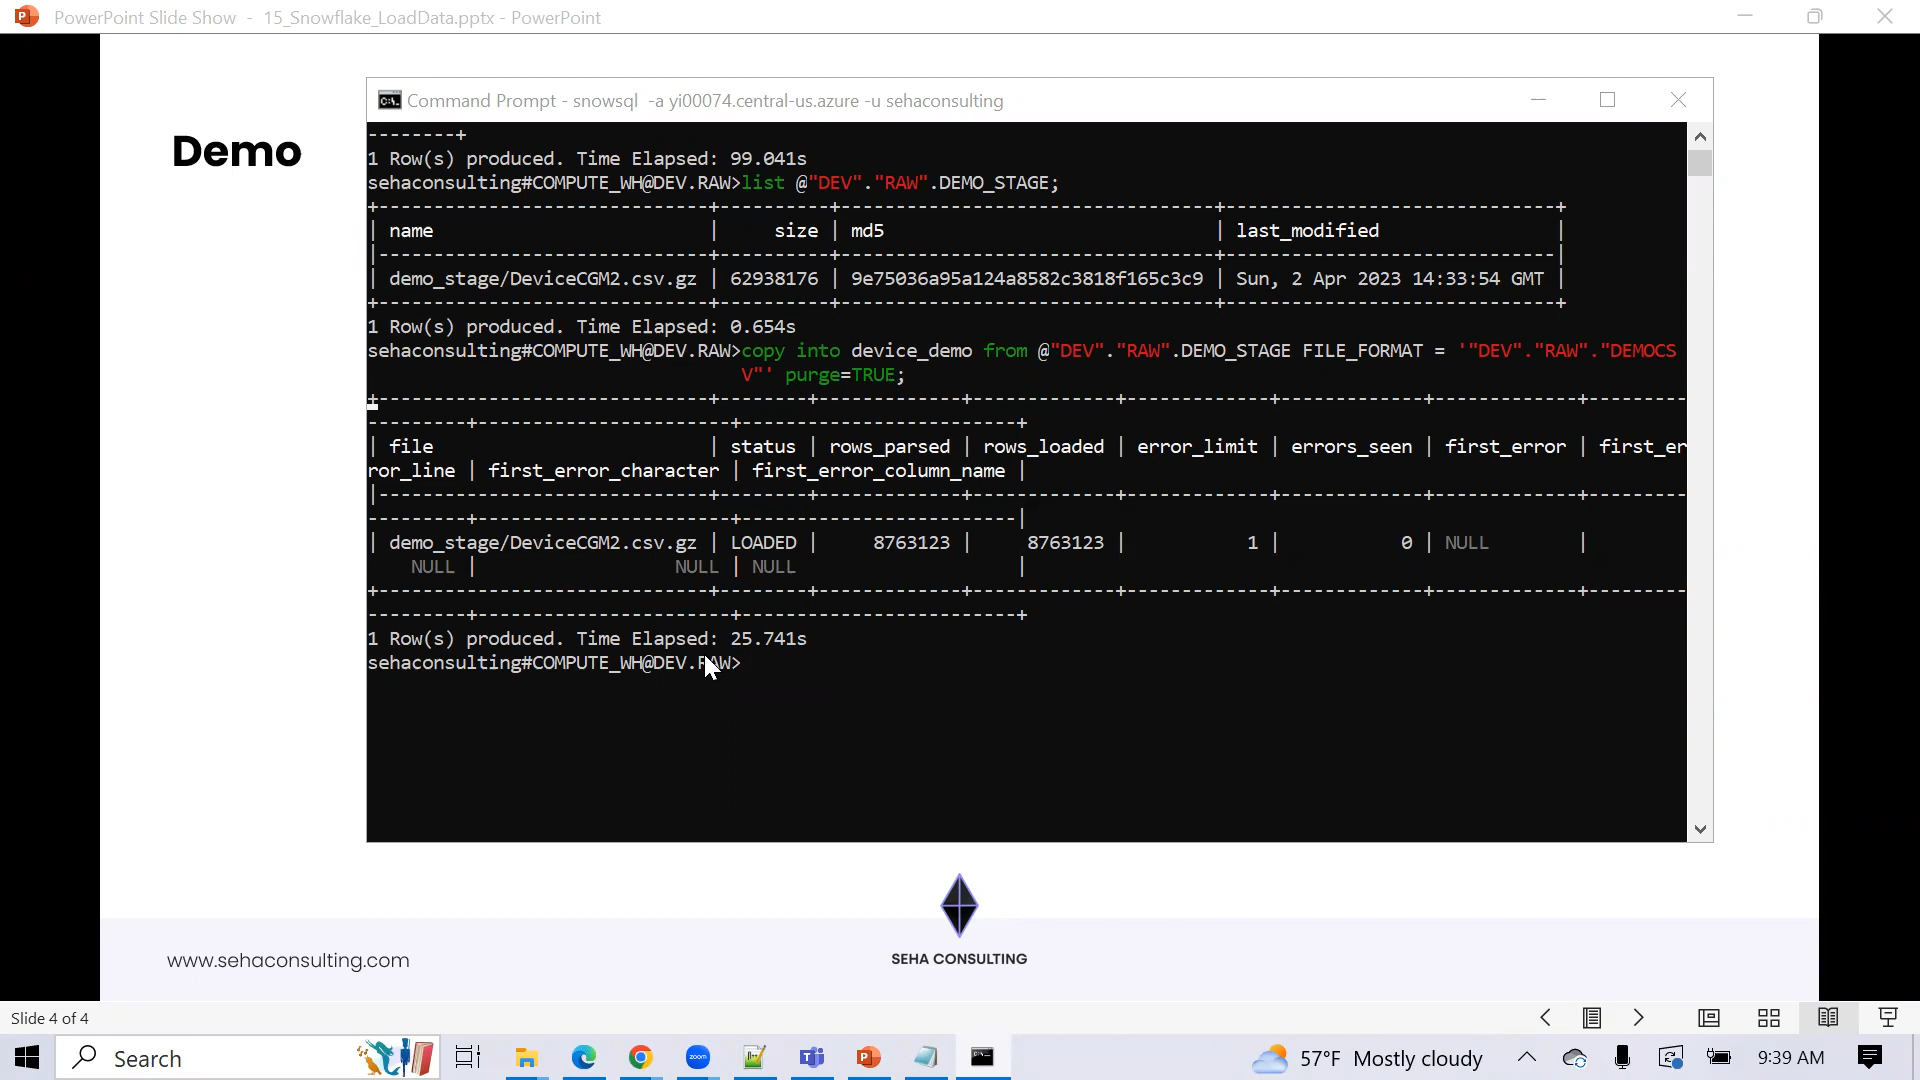 PowerPoint Slide Show - 15_Snowflake_LoadData.pptx - PowerPoint
Demo
Command Prompt - snowsql -a yi00074.central-us.azure -u sehaconsulting
--------+
1 Row(s) produced. Time Elapsed: 99.041s
sehaconsulting#COMPUTE_WH@DEV.RAW>list @"DEV"."RAW".DEMO_STAGE;
+-------------------------------+----------+----------------------------------+------------------------------+
| name                          |     size | md5                              | last_modified                |
|-------------------------------+----------+----------------------------------+------------------------------|
| demo_stage/DeviceCGM2.csv.gz | 62938176 | 9e75036a95a124a8582c3818f165c3c9 | Sun, 2 Apr 2023 14:33:54 GMT |
+-------------------------------+----------+----------------------------------+------------------------------+
1 Row(s) produced. Time Elapsed: 0.654s
sehaconsulting#COMPUTE_WH@DEV.RAW>copy into device_demo from @"DEV"."RAW".DEMO_STAGE FILE_FORMAT = '"DEV"."RAW"."DEMOCS
V"' purge=TRUE;
+-------------------------------+--------+-------------+-------------+-------------+-------------+-------------+---------
---------+-----------------------+-------------------------+
| file                          | status | rows_parsed | rows_loaded | error_limit | errors_seen | first_error | first_er
ror_line | first_error_character | first_error_column_name |
|-------------------------------+--------+-------------+-------------+-------------+-------------+-------------+---------
---------+-----------------------+-------------------------|
| demo_stage/DeviceCGM2.csv.gz | LOADED |     8763123 |     8763123 |           1 |           0 | NULL        |
    NULL |                  NULL | NULL                    |
+-------------------------------+--------+-------------+-------------+-------------+-------------+-------------+---------
---------+-----------------------+-------------------------+
1 Row(s) produced. Time Elapsed: 25.741s
sehaconsulting#COMPUTE_WH@DEV.RAW>
www.sehaconsulting.com
SEHA CONSULTING
Slide 4 of 4
Search
zoom
57°F Mostly cloudy
9:39 AM